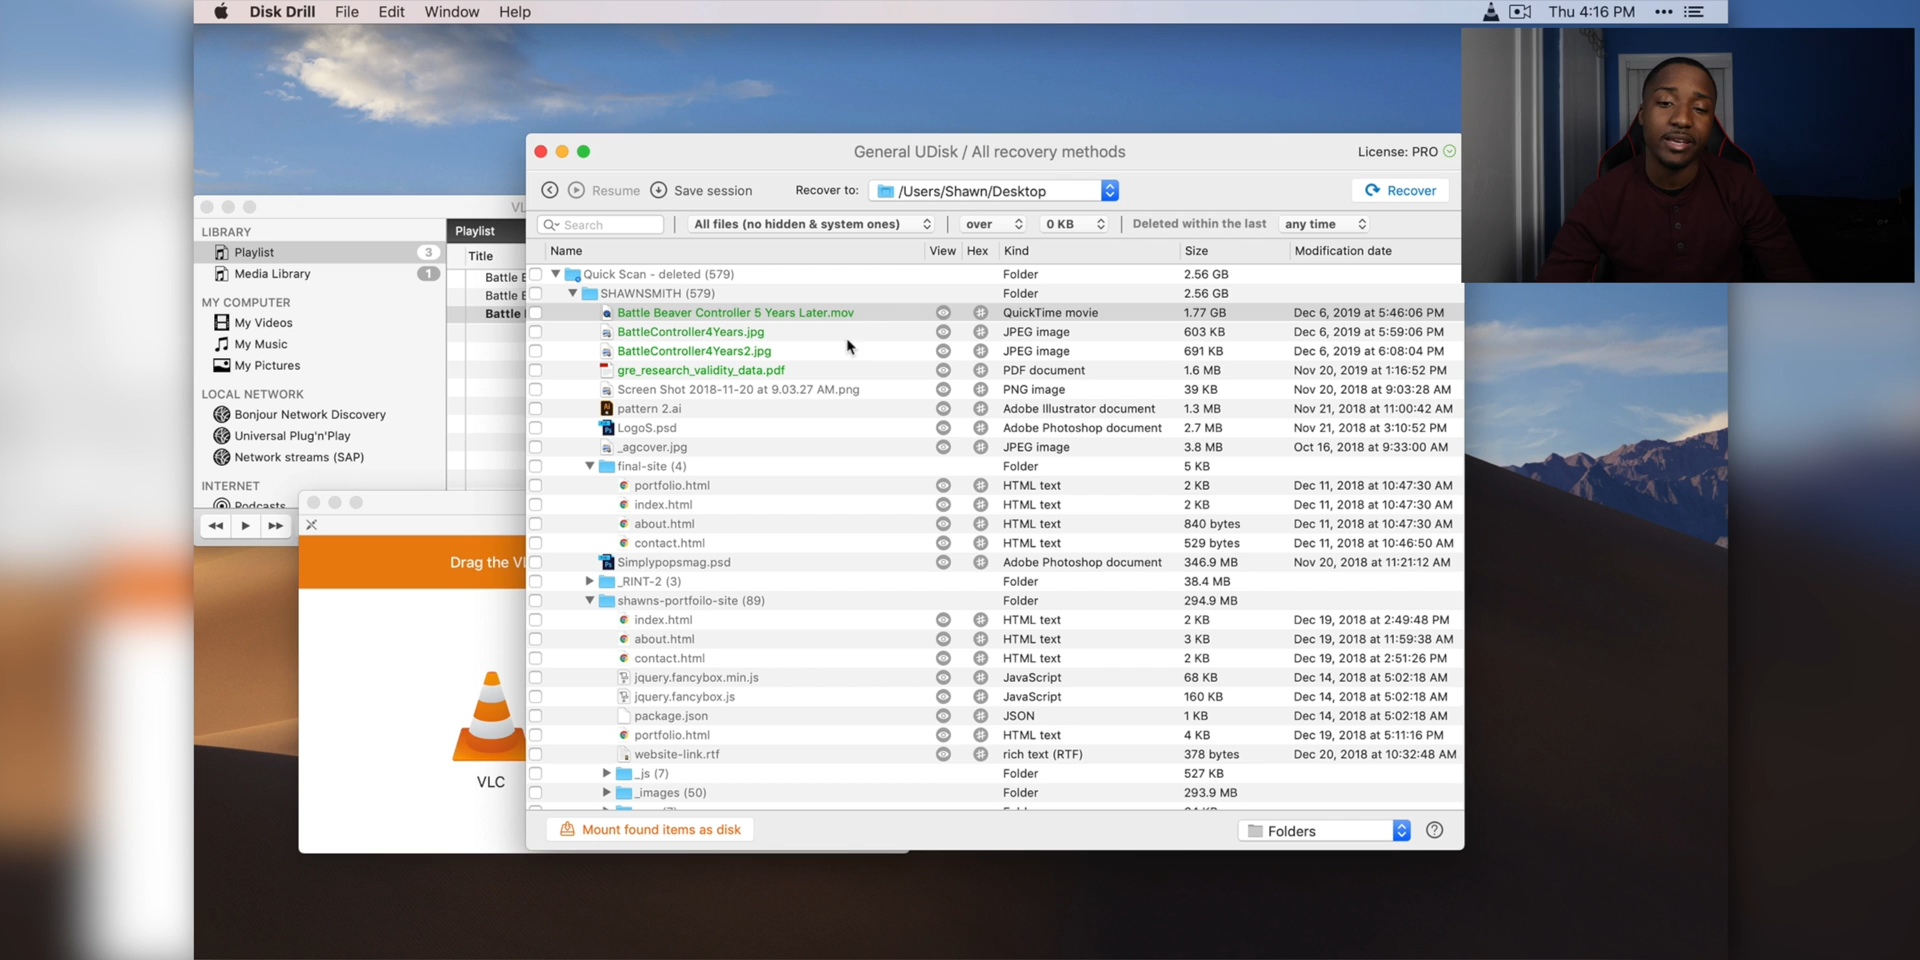 Disk Drill File Edit Window Help
Thu 4:16 PM
General UDisk / All recovery methods
License: PRO
Resume Save session Recover to: /Users/Shawn/Desktop Recover
Search All files (no hidden & system ones) over 0 KB Deleted within the last any time
Name View Hex Kind Size Modification date
Quick Scan - deleted (579) Folder 2.56 GB
SHAWNSMITH (579) Folder 2.56 GB
Battle Beaver Controller 5 Years Later.mov QuickTime movie 1.77 GB Dec 6, 2019 at 5:46:06 PM
BattleController4Years.jpg JPEG image 603 KB Dec 6, 2019 at 5:59:06 PM
BattleController4Years2.jpg JPEG image 691 KB Dec 6, 2019 at 6:08:04 PM
gre_research_validity_data.pdf PDF document 1.6 MB Nov 20, 2019 at 1:16:52 PM
Screen Shot 2018-11-20 at 9.03.27 AM.png PNG image 39 KB Nov 20, 2018 at 9:03:28 AM
pattern 2.ai Adobe Illustrator document 1.3 MB Nov 21, 2018 at 11:00:42 AM
LogoS.psd Adobe Photoshop document 2.7 MB Nov 21, 2018 at 3:10:52 PM
_agcover.jpg JPEG image 3.8 MB Oct 16, 2018 at 9:33:00 AM
final-site (4) Folder 5 KB
portfolio.html HTML text 2 KB Dec 11, 2018 at 10:47:30 AM
index.html HTML text 2 KB Dec 11, 2018 at 10:47:30 AM
about.html HTML text 840 bytes Dec 11, 2018 at 10:47:30 AM
contact.html HTML text 529 bytes Dec 11, 2018 at 10:46:50 AM
Simplypopsmag.psd Adobe Photoshop document 346.9 MB Nov 20, 2018 at 11:21:12 AM
_RINT-2 (3) Folder 38.4 MB
shawns-portfoilo-site (89) Folder 294.9 MB
index.html HTML text 2 KB Dec 19, 2018 at 2:49:48 PM
about.html HTML text 3 KB Dec 19, 2018 at 11:59:38 AM
contact.html HTML text 2 KB Dec 19, 2018 at 2:51:26 PM
jquery.fancybox.min.js JavaScript 68 KB Dec 14, 2018 at 5:02:18 AM
jquery.fancybox.js JavaScript 160 KB Dec 14, 2018 at 5:02:18 AM
package.json JSON 1 KB Dec 14, 2018 at 5:02:18 AM
portfolio.html HTML text 4 KB Dec 19, 2018 at 5:11:16 PM
website-link.rtf rich text (RTF) 378 bytes Dec 20, 2018 at 10:32:48 AM
_js (7) Folder 527 KB
_images (50) Folder 293.9 MB
Mount found items as disk
Folders
VL
LIBRARY
Playlist 3
Media Library 1
MY COMPUTER
My Videos
My Music
My Pictures
LOCAL NETWORK
Bonjour Network Discovery
Universal Plug'n'Play
Network streams (SAP)
INTERNET
Podcasts
Playlist
Title
Battle
Battle
Battle
Drag the VL
VLC